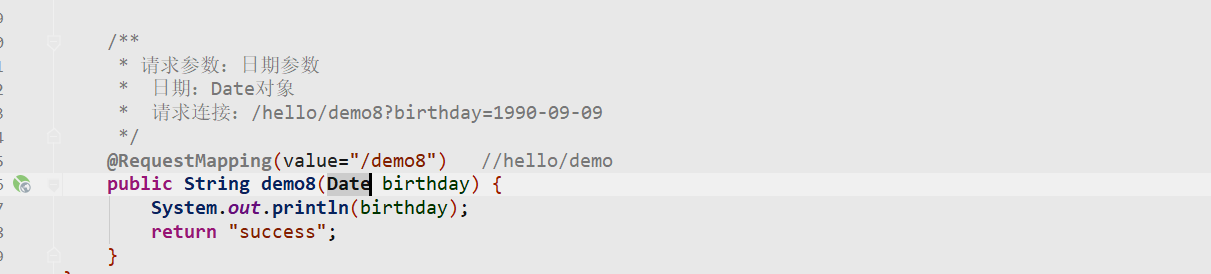 /**
* 请求参数：日期参数
* 日期：Date对象
* 请求连接：/hello/demo8?birthday=1990-09-09
*/
@RequestMapping(value="/demo8") //hello/demo
public String demo8(Date birthday) {
System.out.println(birthday);
return "success";
}